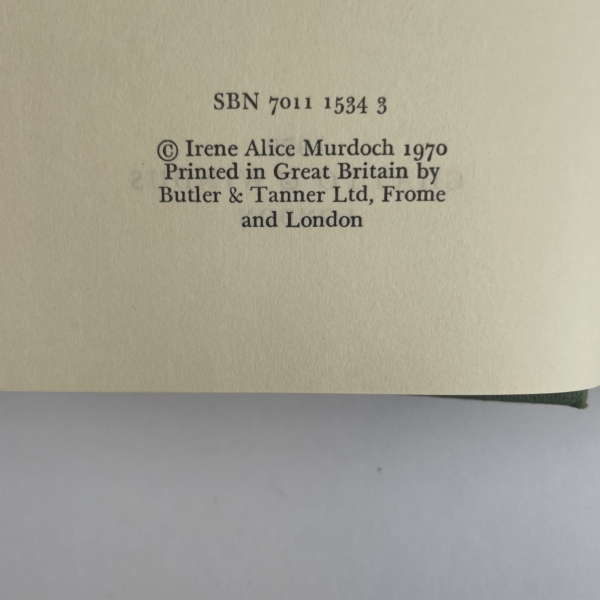 SBN 7011 1534 3
© Irene Alice Murdoch 1970
Printed in Great Britain by
Butler & Tanner Ltd, Frome
and London